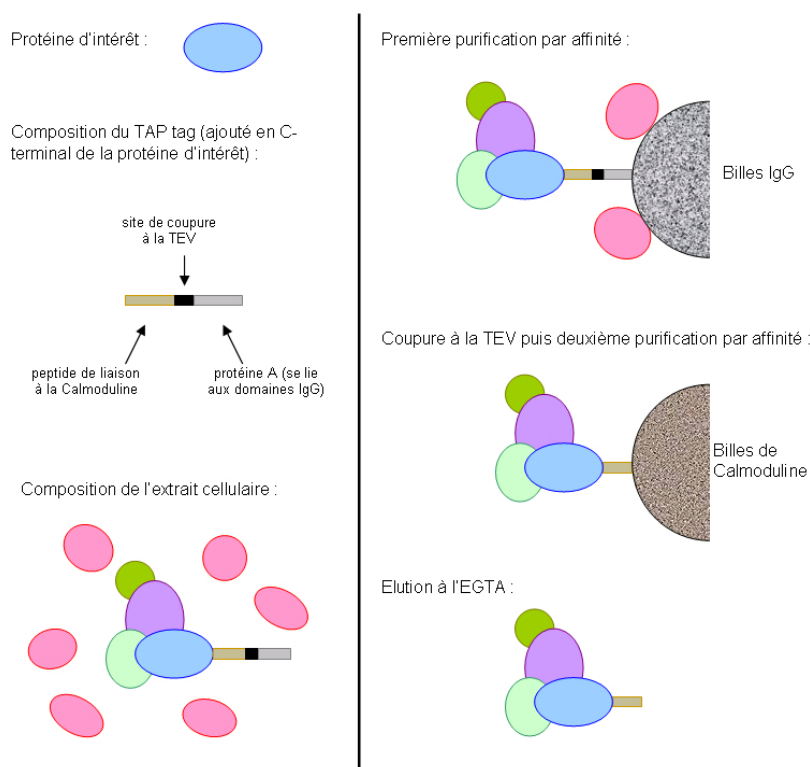 Protéine d'intérêt :
Composition du TAP tag (ajouté en C-
terminal de la protéine d'intérêt) :
site de coupure
à la TEV
peptide de liaison
à la Calmoduline
protéine A (se lie
aux domaines IgG)
Composition de l'extrait cellulaire :
Première purification par affinité :
Billes IgG
Coupure à la TEV puis deuxième purification par affinité :
Billes de
Calmoduline
Elution à l'EGTA :